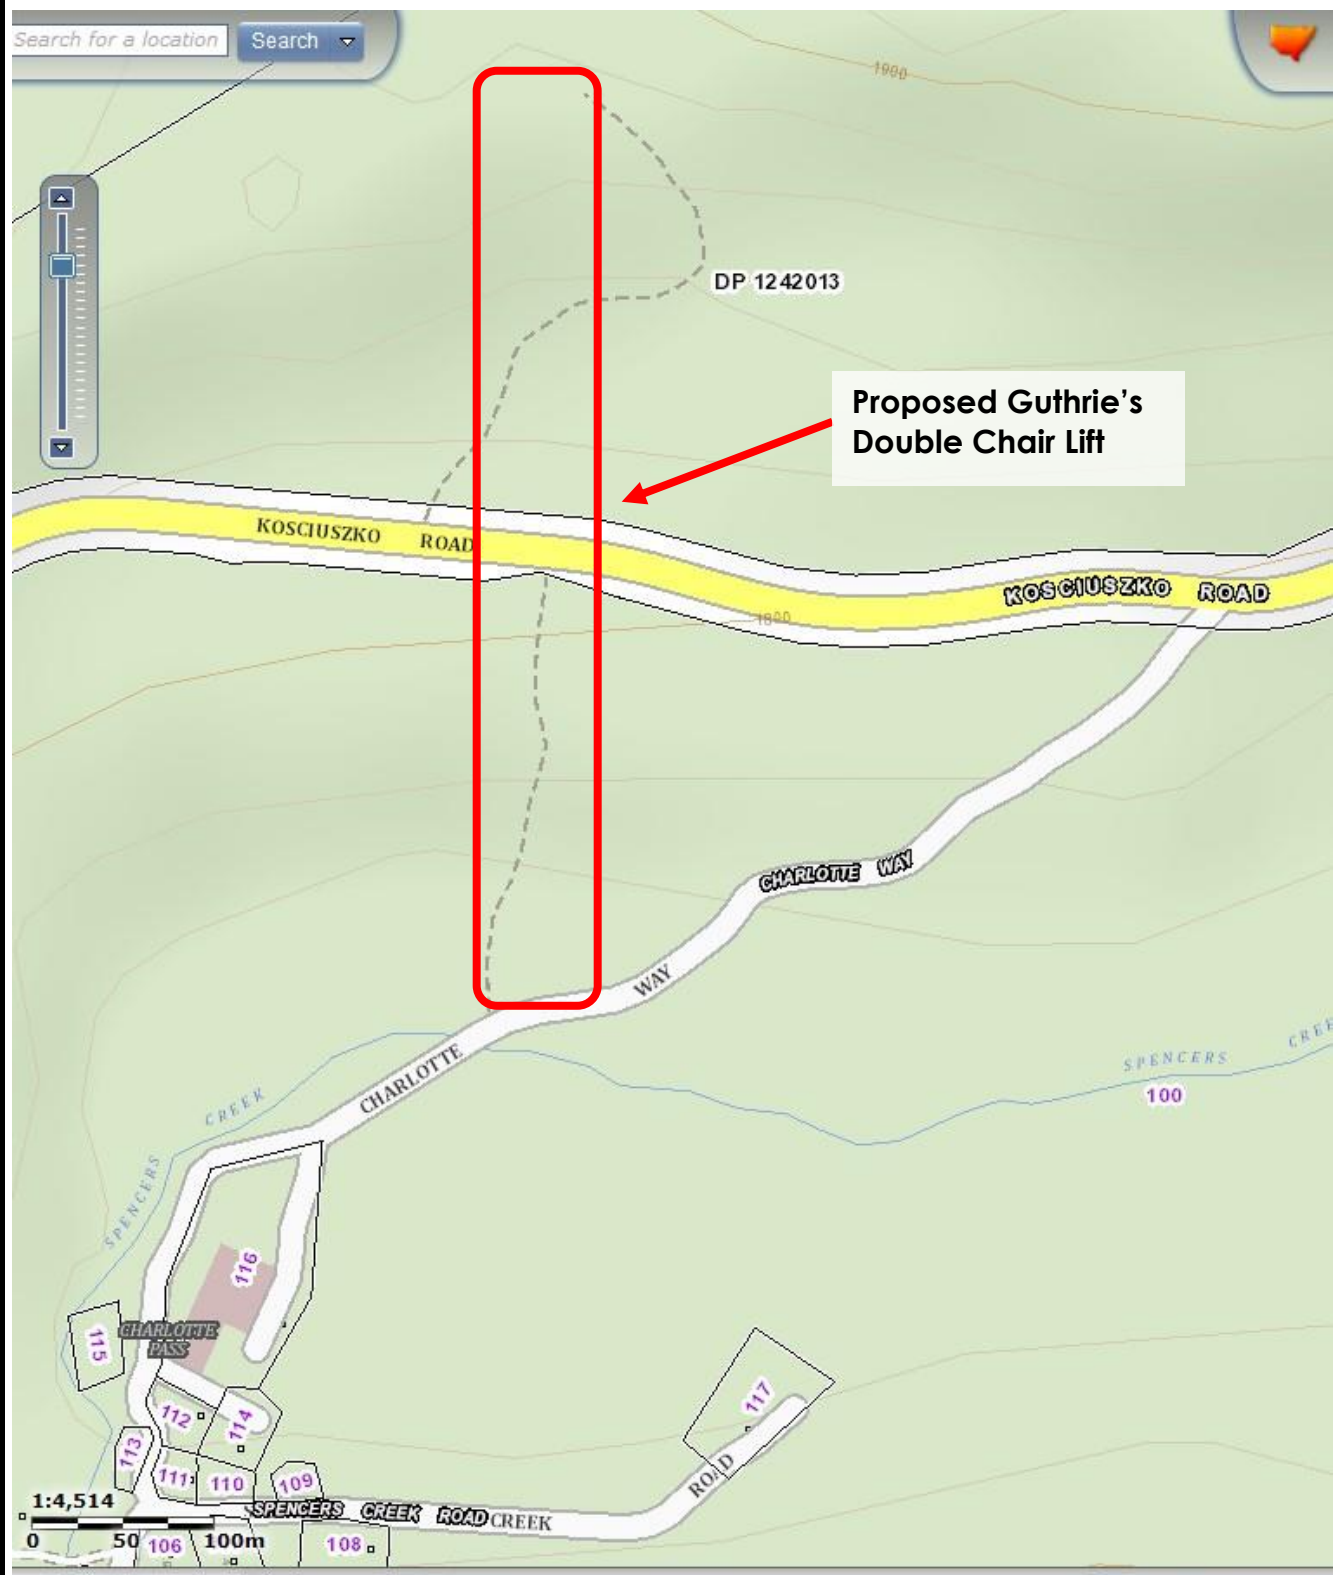 Search for a location
Search
1900
DP 1242013
Proposed Guthrie's
Double Chair Lift
KOSCIUSZKO ROAD
KOSCIUSZKO ROAD
1800
CHARLOTTE WAY
WAY
CHARLOTTE
SPENCERS CREEK
100
SPENCERS CREEK
116
115
CHARLOTTE
PASS
117
112
114
113
111
110
109
ROAD
1:4,514
SPENCERS CREEK ROAD
CREEK
0 50 100m
106
108